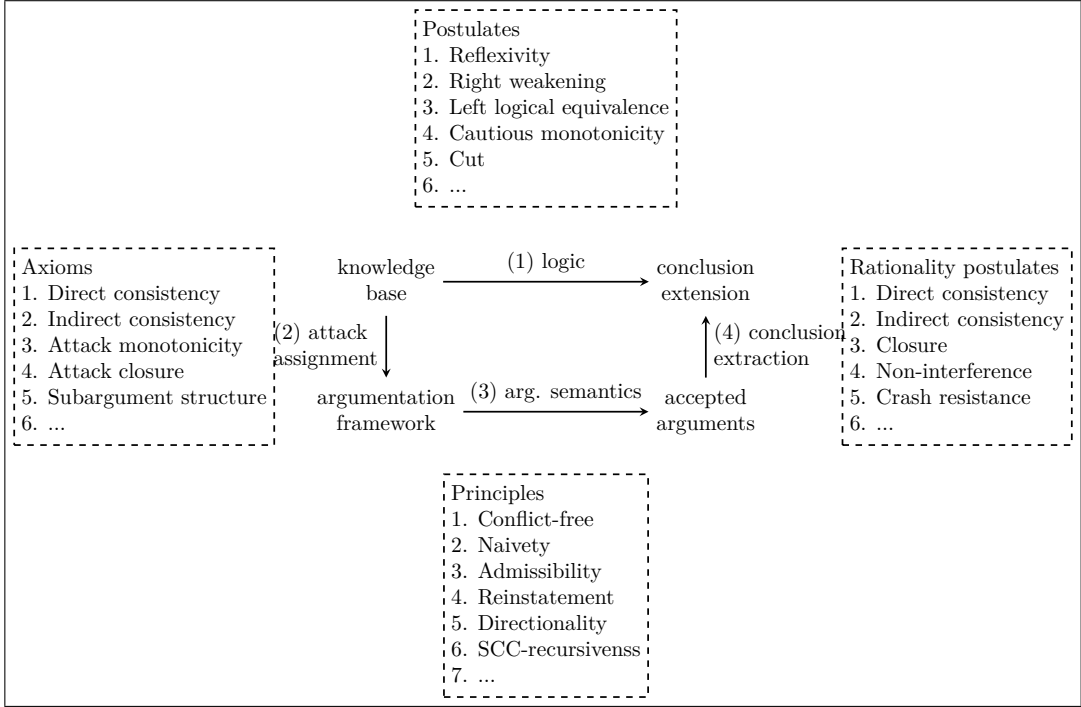 Postulates
1. Reflexivity
2. Right weakening
3. Left logical equivalence
4. Cautious monotonicity
5. Cut
6. ...
Axioms
1. Direct consistency
2. Indirect consistency
3. Attack monotonicity
4. Attack closure
5. Subargument structure
6. ...
knowledge
base
(1) logic
conclusion
extension
(2) attack
assignment
(4) conclusion
extraction
argumentation
framework
(3) arg. semantics
accepted
arguments
Rationality postulates
1. Direct consistency
2. Indirect consistency
3. Closure
4. Non-interference
5. Crash resistance
6. ...
Principles
1. Conflict-free
2. Naivety
3. Admissibility
4. Reinstatement
5. Directionality
6. SCC-recursivenss
7. ...